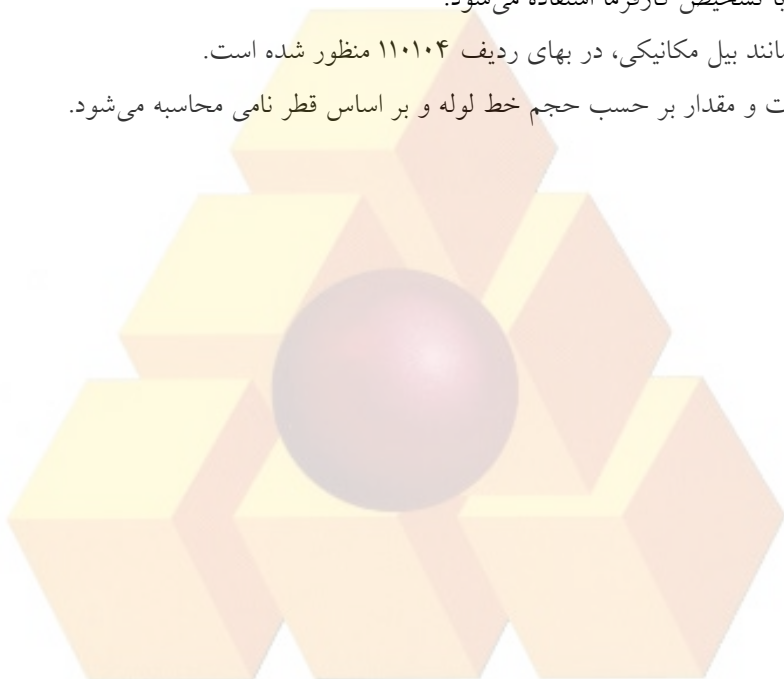 با تشخیص کارفرما استفاده می‌شود.
مانند بیل مکانیکی، در بهای ردیف ۱۱۰۱۰۴ منظور شده است.
ت و مقدار بر حسب حجم خط لوله و بر اساس قطر نامی محاسبه می‌شود.